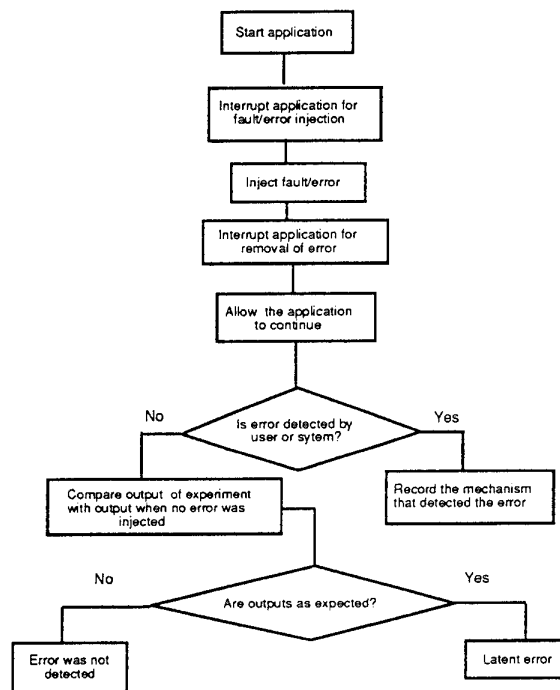 Start application
Interrupt application for
fault/error injection
Inject fault/error
Interrupt application for
removal of error
Allow the application
to continue
No
Yes
Is error detected by
user or sytem?
Compare output of experiment
with output when no error was
injected
Record the mechanism
that detected the error
No
Yes
Are outputs as expected?
Error was not
detected
Latent error